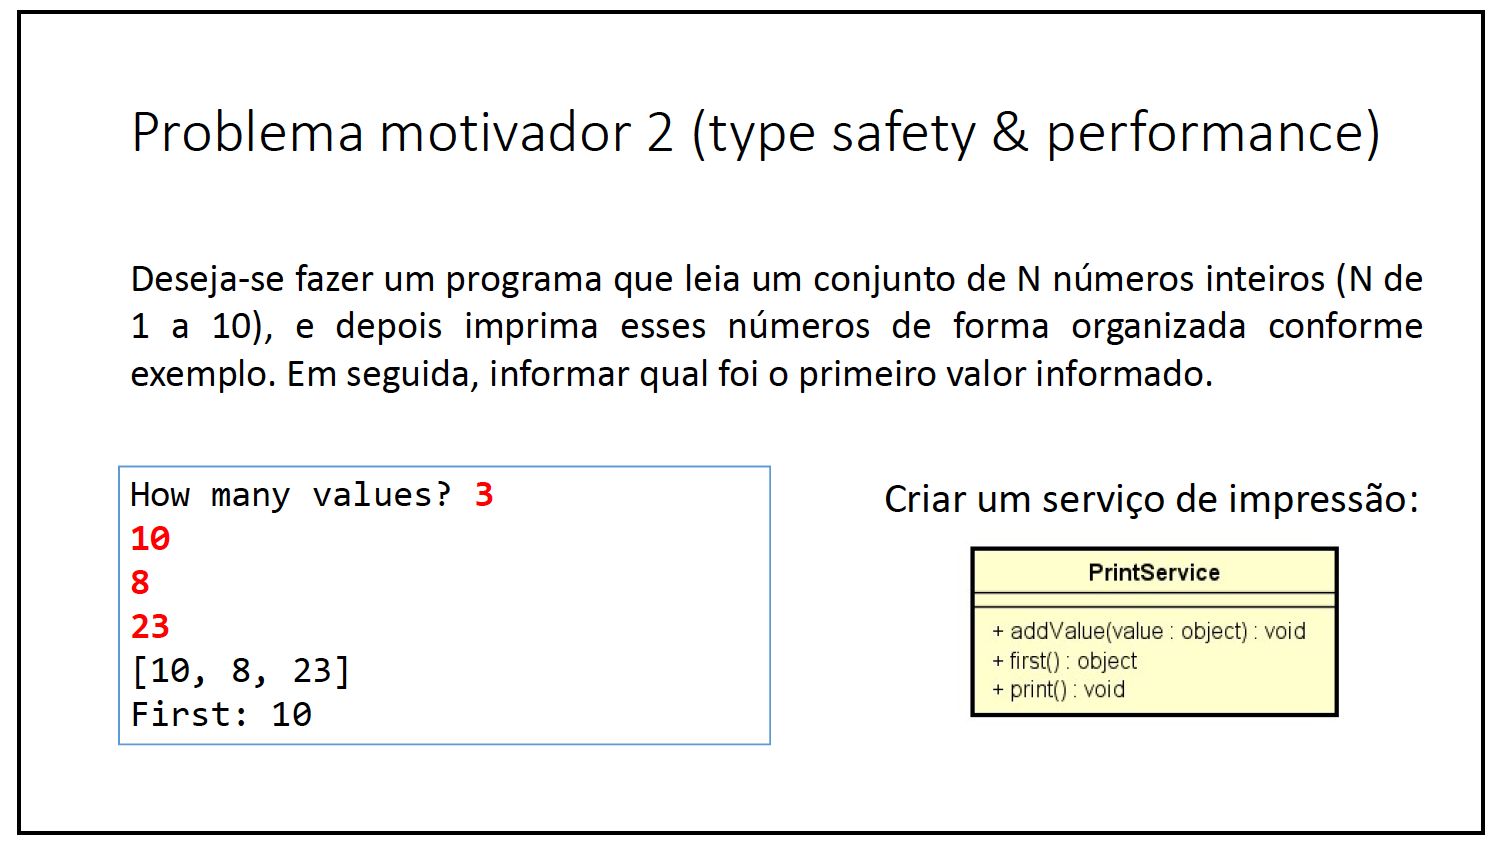 Problema motivador 2 (type safety & performance)
Deseja-se fazer um programa que leia um conjunto de N números inteiros (N de
1 a 10), e depois imprima esses números de forma organizada conforme
exemplo. Em seguida, informar qual foi o primeiro valor informado.
How many values? 3
10
8
23
[10, 8, 23]
First: 10
Criar um serviço de impressão:
PrintService
+ addValue(value : object) : void
+ first() : object
+ print() : void